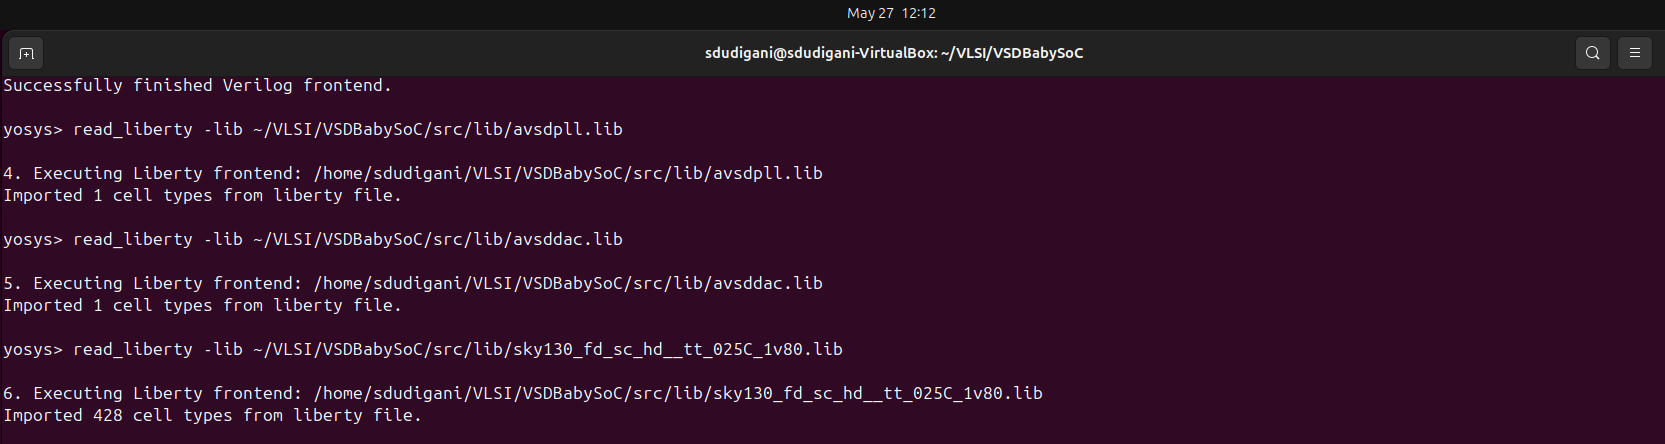 May 27 12:12
sdudigani@sdudigani-VirtualBox: ~/VLSI/VSDBabySoC
Successfully finished Verilog frontend.
yosys> read_liberty -lib ~/VLSI/VSDBabySoC/src/lib/avsdpll.lib
4. Executing Liberty frontend: /home/sdudigani/VLSI/VSDBabySoC/src/lib/avsdpll.lib
Imported 1 cell types from liberty file.
yosys> read_liberty -lib ~/VLSI/VSDBabySoC/src/lib/avsddac.lib
5. Executing Liberty frontend: /home/sdudigani/VLSI/VSDBabySoC/src/lib/avsddac.lib
Imported 1 cell types from liberty file.
yosys> read_liberty -lib ~/VLSI/VSDBabySoC/src/lib/sky130_fd_sc_hd__tt_025C_1v80.lib
6. Executing Liberty frontend: /home/sdudigani/VLSI/VSDBabySoC/src/lib/sky130_fd_sc_hd__tt_025C_1v80.lib
Imported 428 cell types from liberty file.